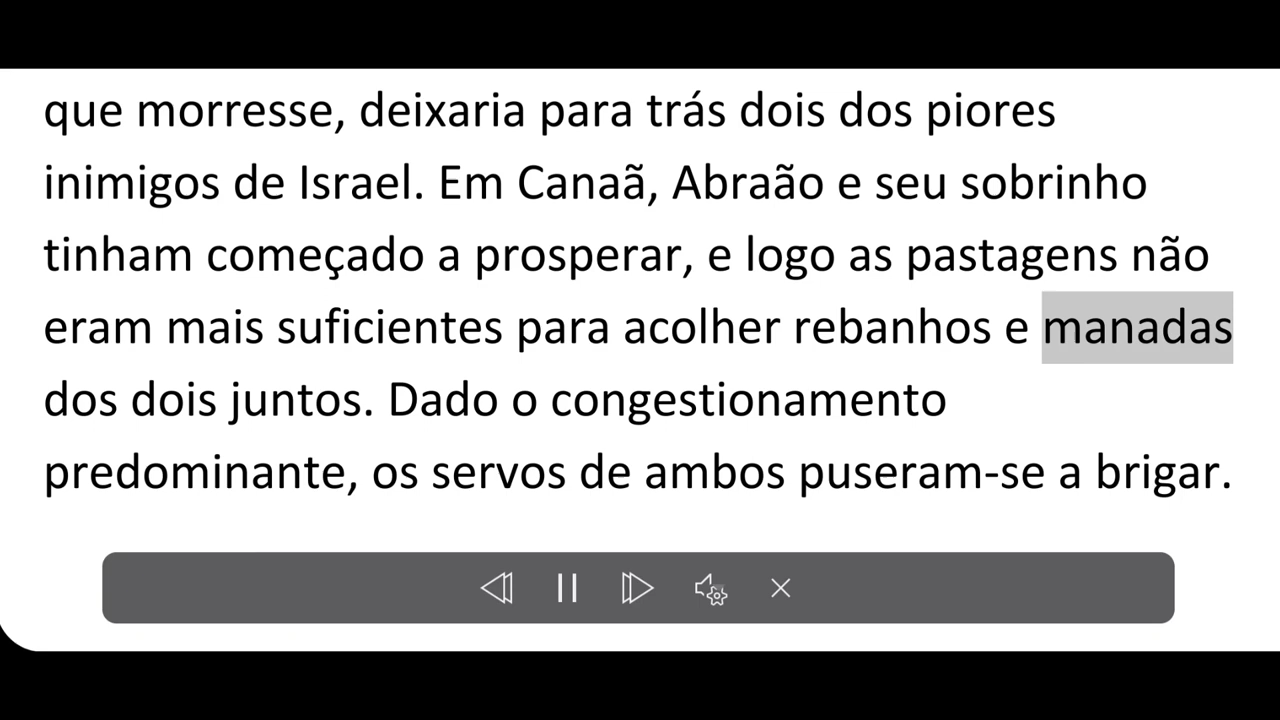 que morresse, deixaria para trás dois dos piores
inimigos de Israel. Em Canaã, Abraão e seu sobrinho
tinham começado a prosperar, e logo as pastagens não
eram mais suficientes para acolher rebanhos e manadas
dos dois juntos. Dado o congestionamento
predominante, os servos de ambos puseram-se a brigar.